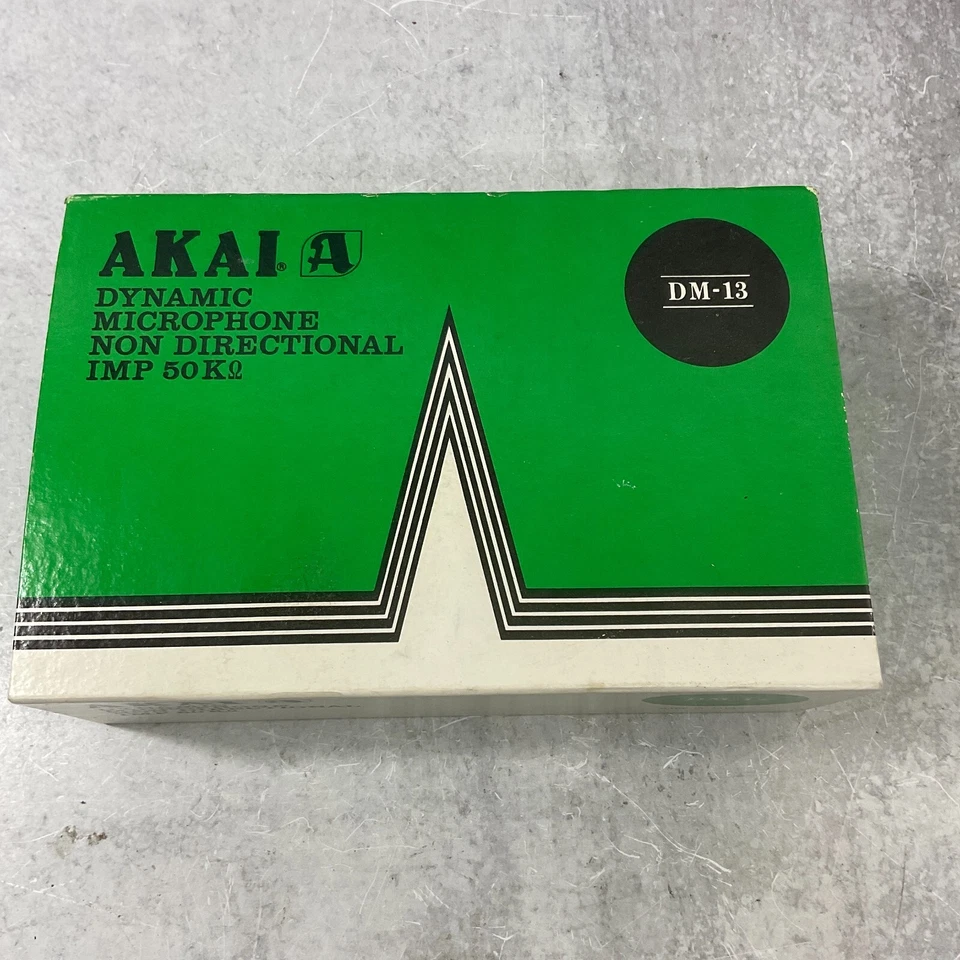 AKAI® A
DYNAMIC
MICROPHONE
NON DIRECTIONAL
IMP 50KΩ
DM-13